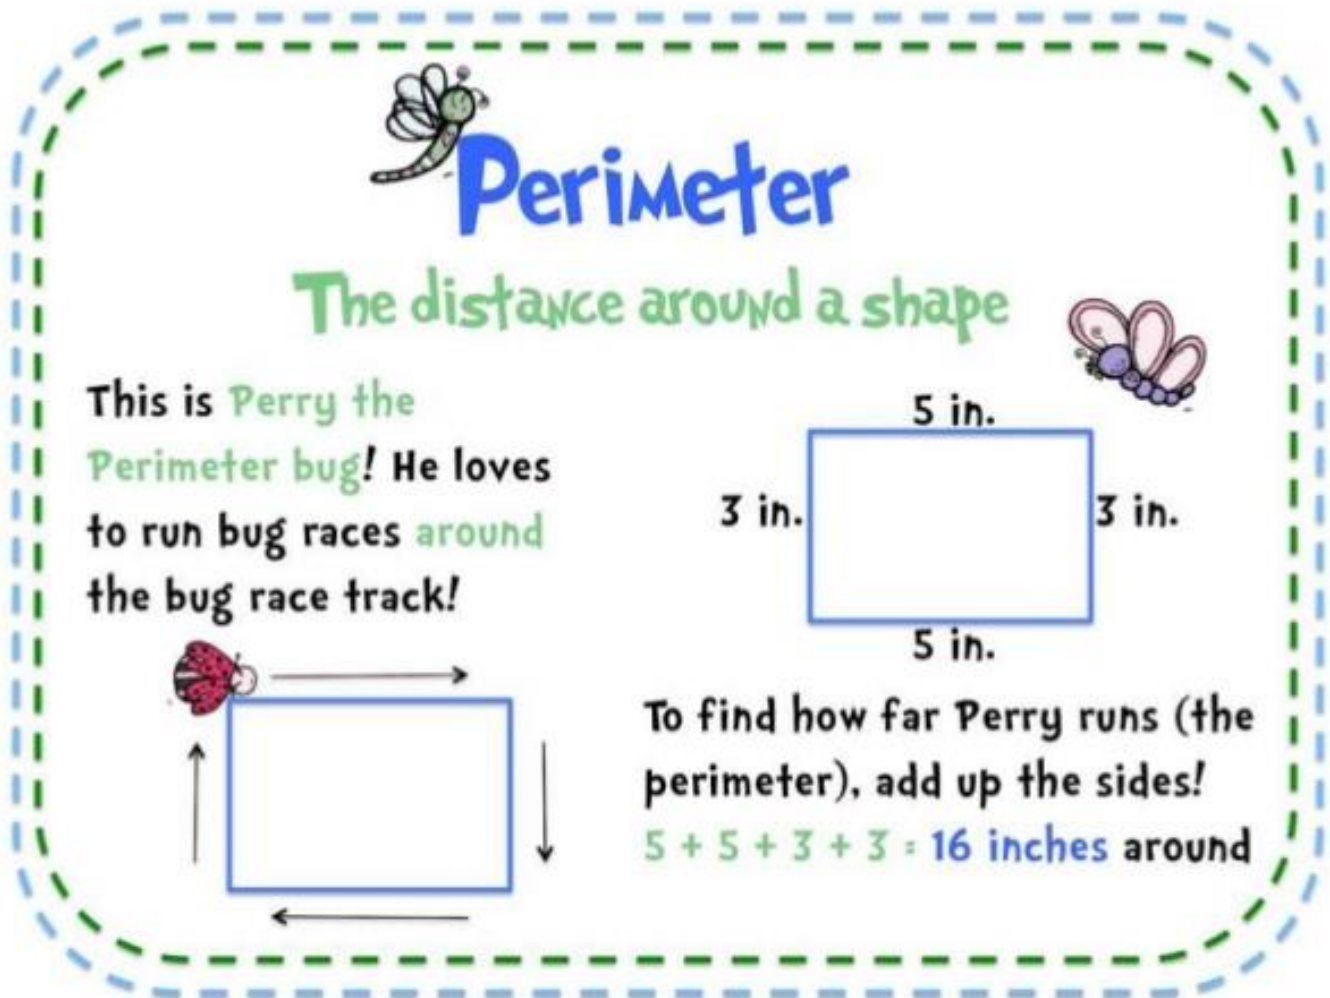 Perimeter
The distance around a shape
This is Perry the
Perimeter bug! He loves
to run bug races around
the bug race track!
5 in.
3 in.
3 in.
5 in.
To find how far Perry runs (the
perimeter), add up the sides!
5 + 5 + 3 + 3 = 16 inches around